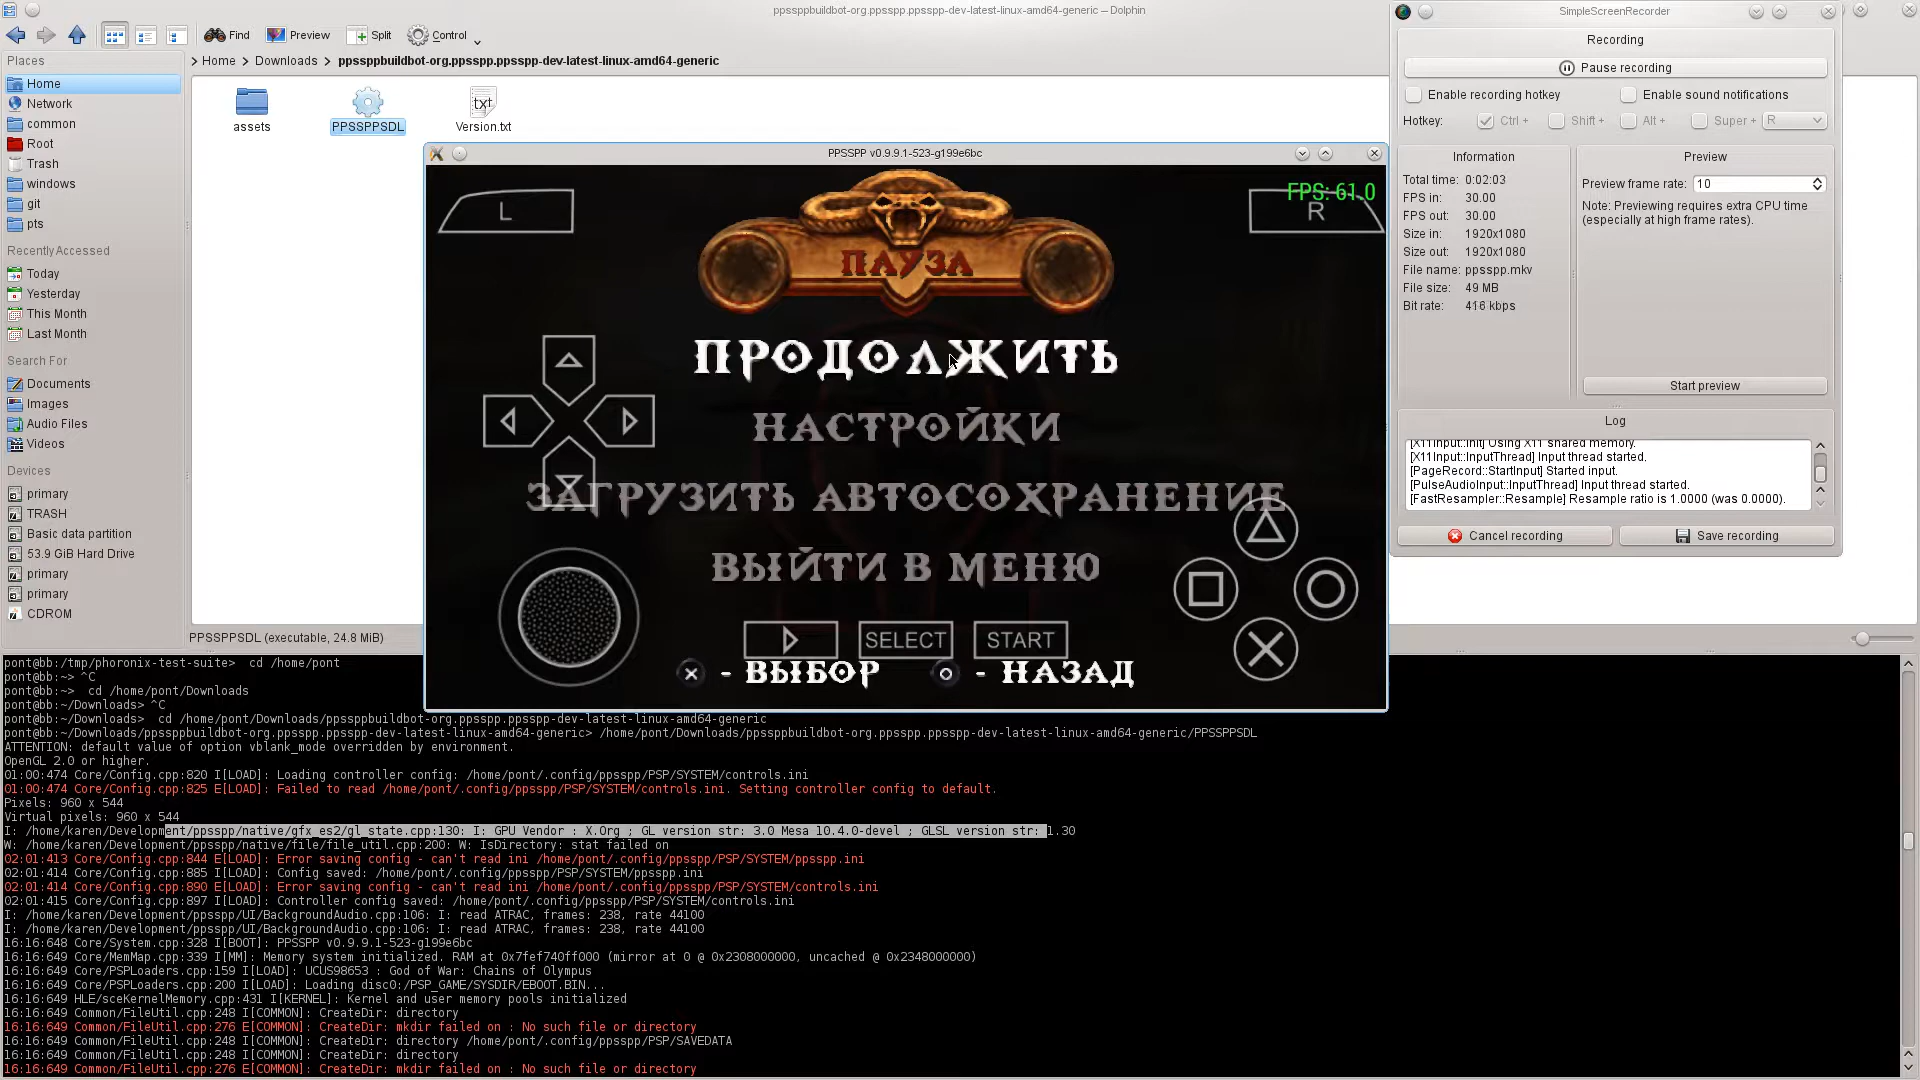 ppssppbuildbot-org.ppsspp.ppsspp-dev-latest-linux-amd64-generic – Dolphin
Find Preview Split Control
Places
Home
Network
common
Root
Trash
windows
git
pts
Recently Accessed
Today
Yesterday
This Month
Last Month
Search For
Documents
Images
Audio Files
Videos
Devices
primary
TRASH
Basic data partition
53.9 GiB Hard Drive
primary
primary
CDROM
Home Downloads ppssppbuildbot-org.ppsspp.ppsspp-dev-latest-linux-amd64-generic
assets
PPSSPPSDL
txt
Version.txt
PPSSPPSDL (executable, 24.8 MiB)
PPSSPP v0.9.9.1-523-g199e6bc
L
FPS: 61.0
R
ПАУЗА
ПРОДОЛЖИТЬ
НАСТРОЙКИ
ЗАГРУЗИТЬ АВТОСОХРАНЕНИЕ
ВЫЙТИ В МЕНЮ
SELECT START
- ВЫБОР - НАЗАД
SimpleScreenRecorder
Recording
Pause recording
Enable recording hotkey Enable sound notifications
Hotkey: Ctrl + Shift + Alt + Super + R
Information
Total time: 0:02:03
FPS in: 30.00
FPS out: 30.00
Size in: 1920x1080
Size out: 1920x1080
File name: ppsspp.mkv
File size: 49 MB
Bit rate: 416 kbps
Preview
Preview frame rate: 10
Note: Previewing requires extra CPU time
(especially at high frame rates).
Start preview
Log
[X11Input::Init] Using X11 shared memory.
[X11Input::InputThread] Input thread started.
[PageRecord::StartInput] Started input.
[PulseAudioInput::InputThread] Input thread started.
[FastResampler::Resample] Resample ratio is 1.0000 (was 0.0000).
Cancel recording Save recording
pont@bb:/tmp/phoronix-test-suite> cd /home/pont
pont@bb:~> ^C
pont@bb:~> cd /home/pont/Downloads
pont@bb:~/Downloads> ^C
pont@bb:~/Downloads> cd /home/pont/Downloads/ppssppbuildbot-org.ppsspp.ppsspp-dev-latest-linux-amd64-generic
pont@bb:~/Downloads/ppssppbuildbot-org.ppsspp.ppsspp-dev-latest-linux-amd64-generic> /home/pont/Downloads/ppssppbuildbot-org.ppsspp.ppsspp-dev-latest-linux-amd64-generic/PPSSPPSDL
ATTENTION: default value of option vblank_mode overridden by environment.
OpenGL 2.0 or higher.
01:00:474 Core/Config.cpp:820 I[LOAD]: Loading controller config: /home/pont/.config/ppsspp/PSP/SYSTEM/controls.ini
01:00:474 Core/Config.cpp:825 E[LOAD]: Failed to read /home/pont/.config/ppsspp/PSP/SYSTEM/controls.ini. Setting controller config to default.
Pixels: 960 x 544
Virtual pixels: 960 x 544
I: /home/karen/Development/ppsspp/native/gfx_es2/gl_state.cpp:130: I: GPU Vendor : X.Org ; GL version str: 3.0 Mesa 10.4.0-devel ; GLSL version str: 1.30
W: /home/karen/Development/ppsspp/native/file/file_util.cpp:200: W: IsDirectory: stat failed on
02:01:413 Core/Config.cpp:844 E[LOAD]: Error saving config - can't read ini /home/pont/.config/ppsspp/PSP/SYSTEM/ppsspp.ini
02:01:414 Core/Config.cpp:885 I[LOAD]: Config saved: /home/pont/.config/ppsspp/PSP/SYSTEM/ppsspp.ini
02:01:414 Core/Config.cpp:890 E[LOAD]: Error saving config - can't read ini /home/pont/.config/ppsspp/PSP/SYSTEM/controls.ini
02:01:415 Core/Config.cpp:897 I[LOAD]: Controller config saved: /home/pont/.config/ppsspp/PSP/SYSTEM/controls.ini
I: /home/karen/Development/ppsspp/UI/BackgroundAudio.cpp:106: I: read ATRAC, frames: 238, rate 44100
I: /home/karen/Development/ppsspp/UI/BackgroundAudio.cpp:106: I: read ATRAC, frames: 238, rate 44100
16:16:648 Core/System.cpp:328 I[BOOT]: PPSSPP v0.9.9.1-523-g199e6bc
16:16:649 Core/MemMap.cpp:339 I[MM]: Memory system initialized. RAM at 0x7fef740ff000 (mirror at 0 @ 0x2308000000, uncached @ 0x2348000000)
16:16:649 Core/PSPLoaders.cpp:159 I[LOAD]: UCUS98653 : God of War: Chains of Olympus
16:16:649 Core/PSPLoaders.cpp:200 I[LOAD]: Loading disc0:/PSP_GAME/SYSDIR/EBOOT.BIN...
16:16:649 HLE/sceKernelMemory.cpp:431 I[KERNEL]: Kernel and user memory pools initialized
16:16:649 Common/FileUtil.cpp:248 I[COMMON]: CreateDir: directory
16:16:649 Common/FileUtil.cpp:276 E[COMMON]: CreateDir: mkdir failed on : No such file or directory
16:16:649 Common/FileUtil.cpp:248 I[COMMON]: CreateDir: directory /home/pont/.config/ppsspp/PSP/SAVEDATA
16:16:649 Common/FileUtil.cpp:248 I[COMMON]: CreateDir: directory
16:16:649 Common/FileUtil.cpp:276 E[COMMON]: CreateDir: mkdir failed on : No such file or directory